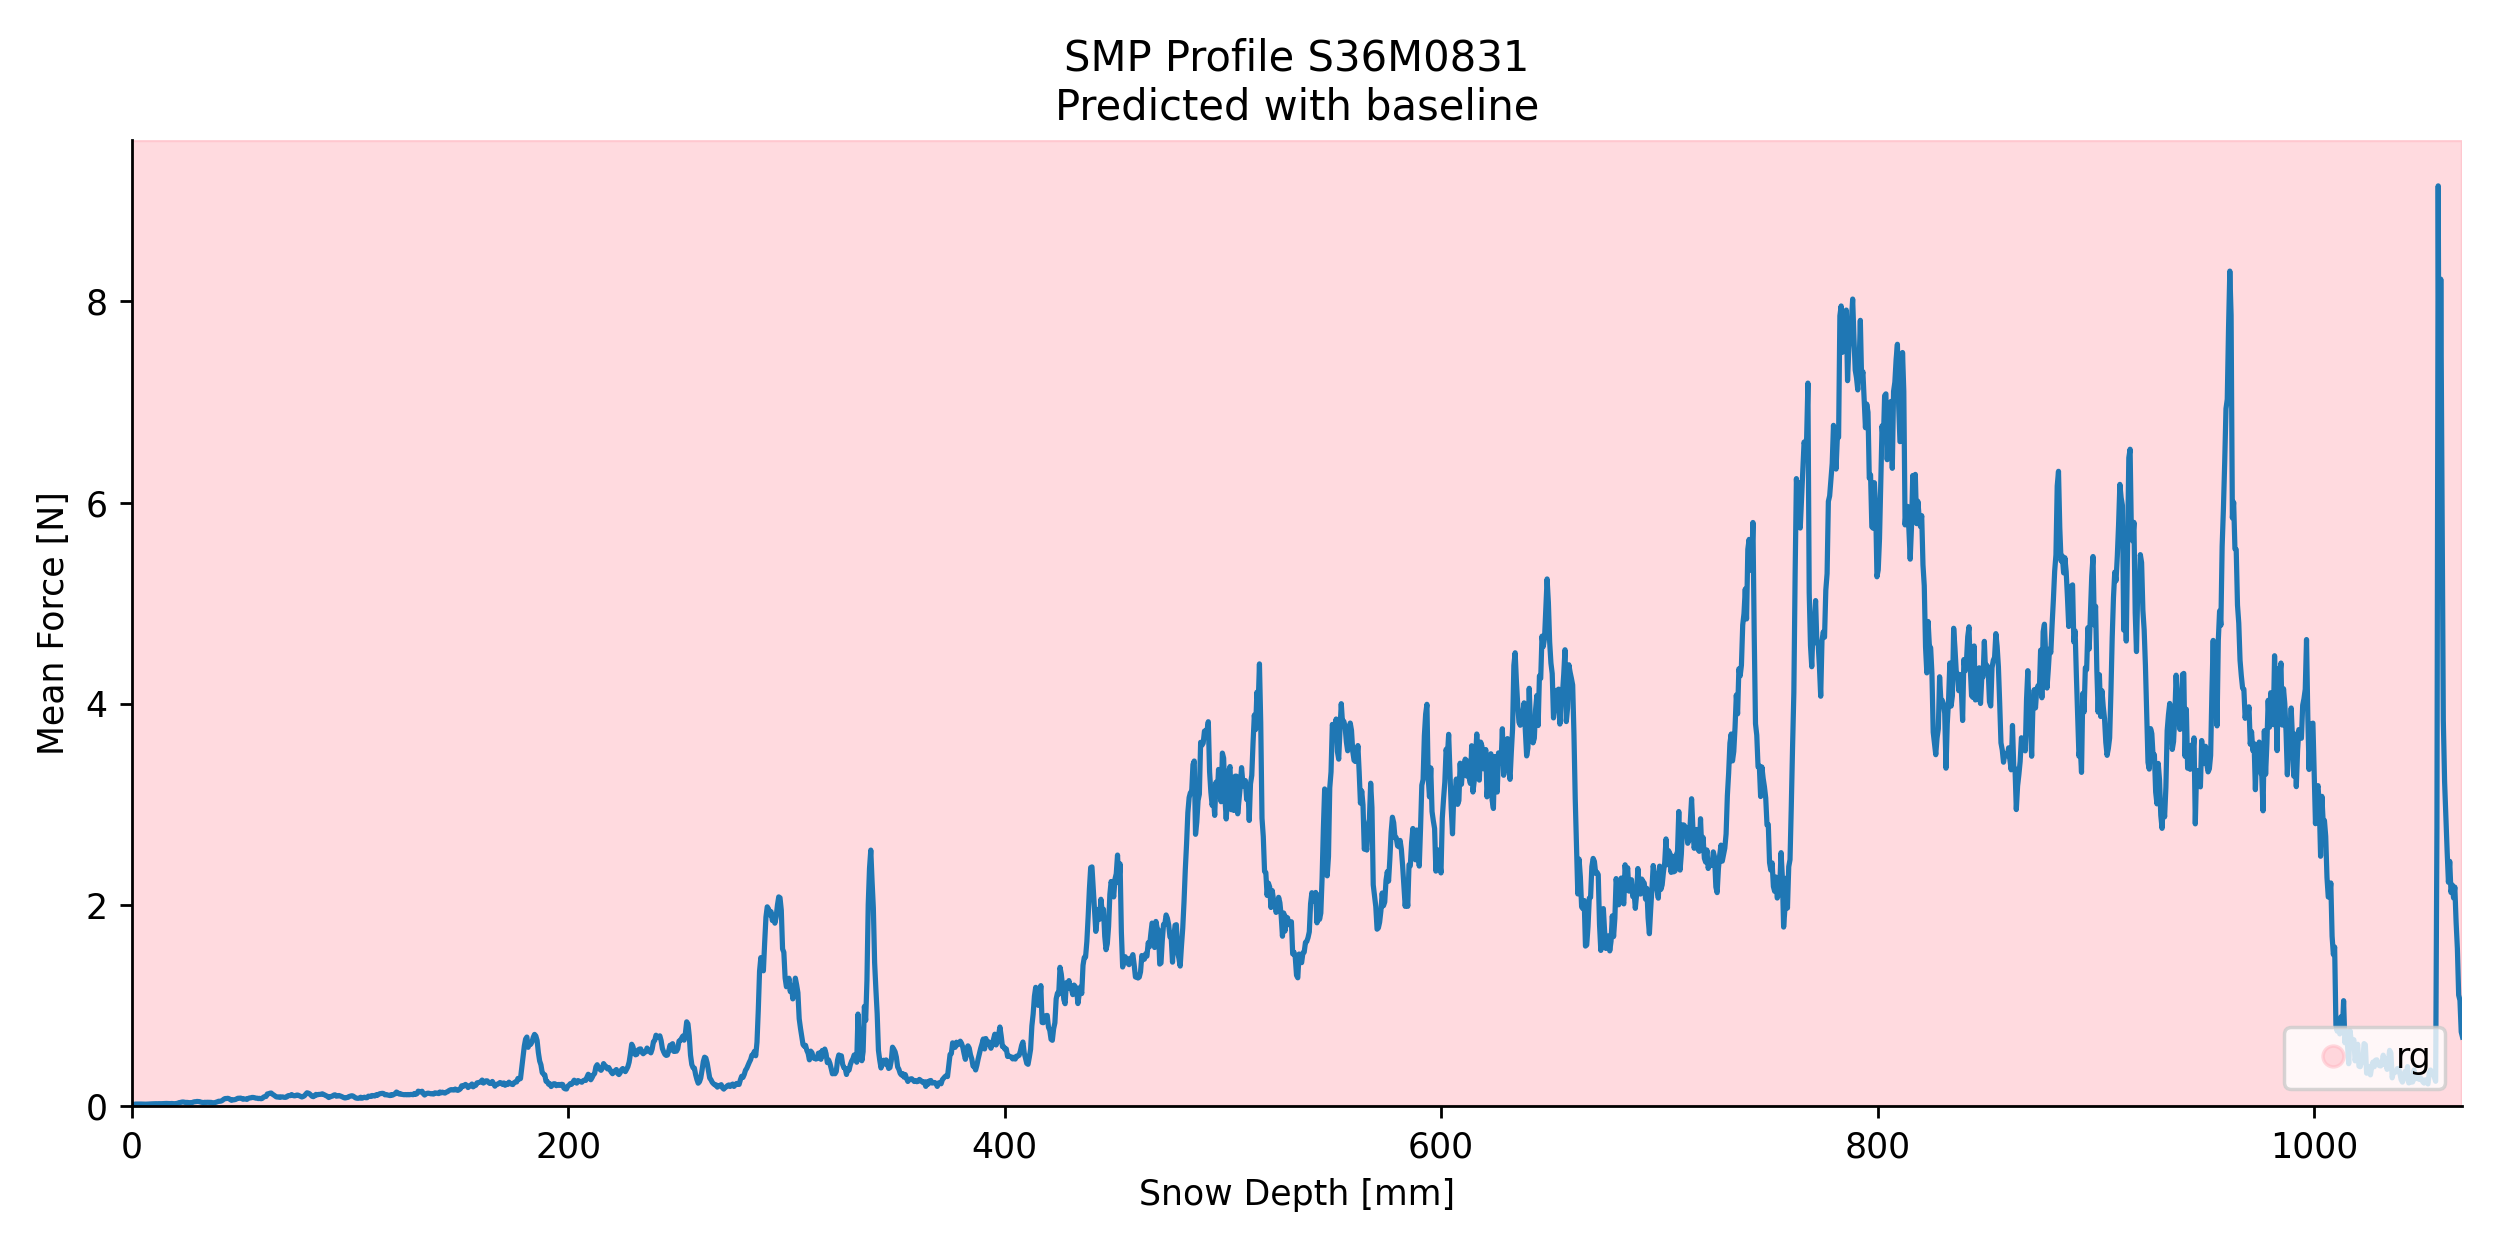 SMP Profile S36M0831
Predicted with baseline
Mean Force [N]
8
6
4
2
0
0 200 400 600 800 1000
Snow Depth [mm]
rg